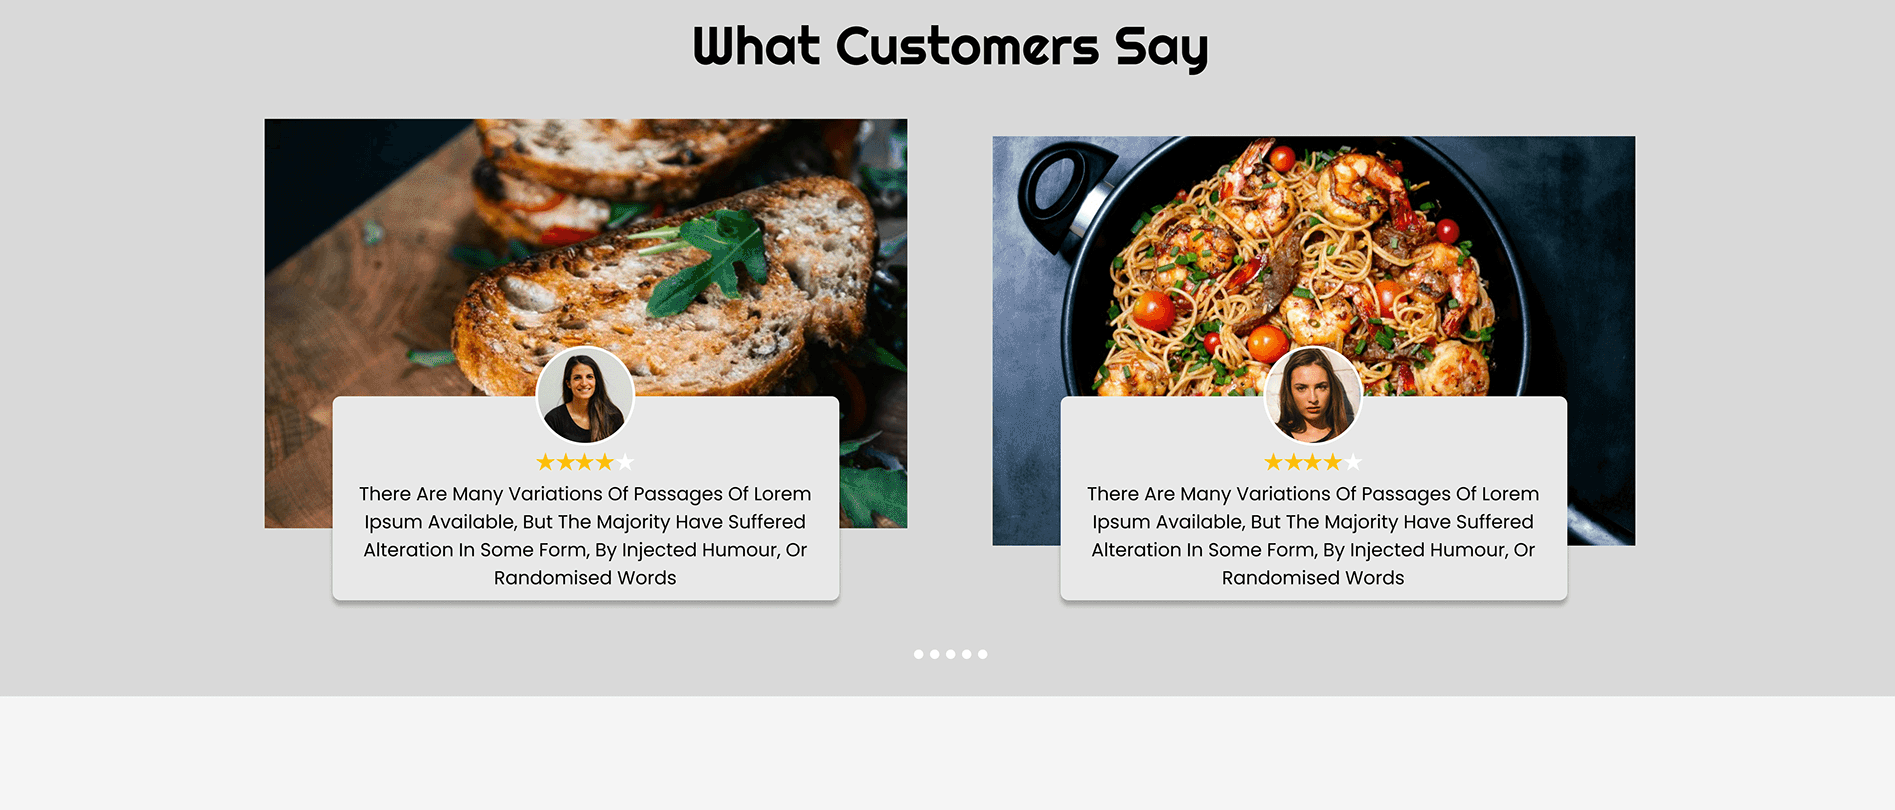 What Customers Say
There Are Many Variations Of Passages Of Lorem
Ipsum Available, But The Majority Have Suffered
Alteration In Some Form, By Injected Humour, Or
Randomised Words
There Are Many Variations Of Passages Of Lorem
Ipsum Available, But The Majority Have Suffered
Alteration In Some Form, By Injected Humour, Or
Randomised Words